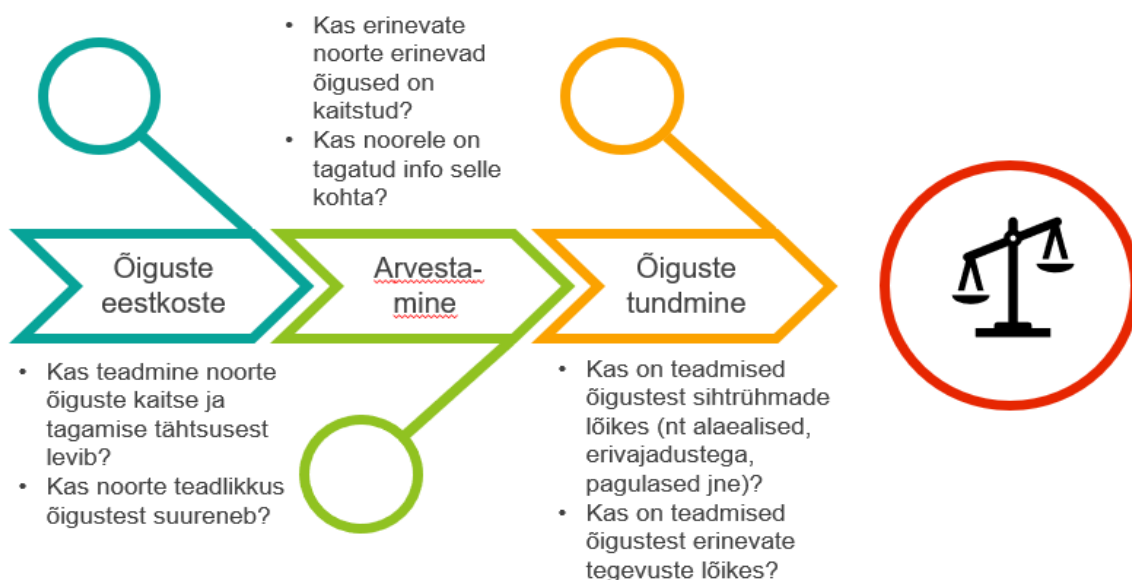 • Kas erinevate
noorte erinevad
õigused on
kaitstud?
• Kas noorele on
tagatud info selle
kohta?
Õiguste
eestkoste
Arvesta-
mine
Õiguste
tundmine
• Kas teadmine noorte
õiguste kaitse ja
tagamise tähtsusest
levib?
• Kas noorte teadlikkus
õigustest suureneb?
• Kas on teadmised
õigustest sihtrühmade
lõikes (nt alaealised,
erivajadustega,
pagulased jne)?
• Kas on teadmised
õigustest erinevate
tegevuste lõikes?